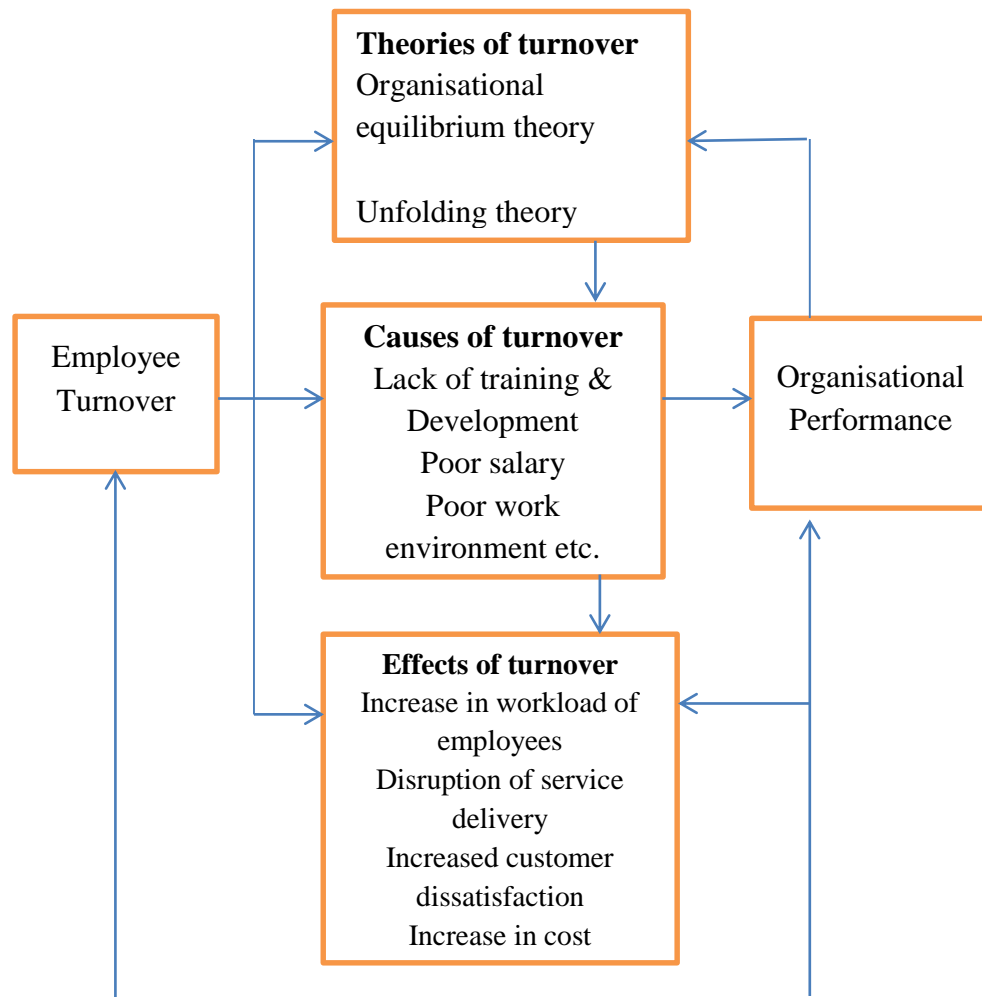 Theories of turnover
Organisational
equilibrium theory
Unfolding theory
Employee
Turnover
Causes of turnover
Lack of training &
Development
Poor salary
Poor work
environment etc.
Organisational
Performance
Effects of turnover
Increase in workload of
employees
Disruption of service
delivery
Increased customer
dissatisfaction
Increase in cost